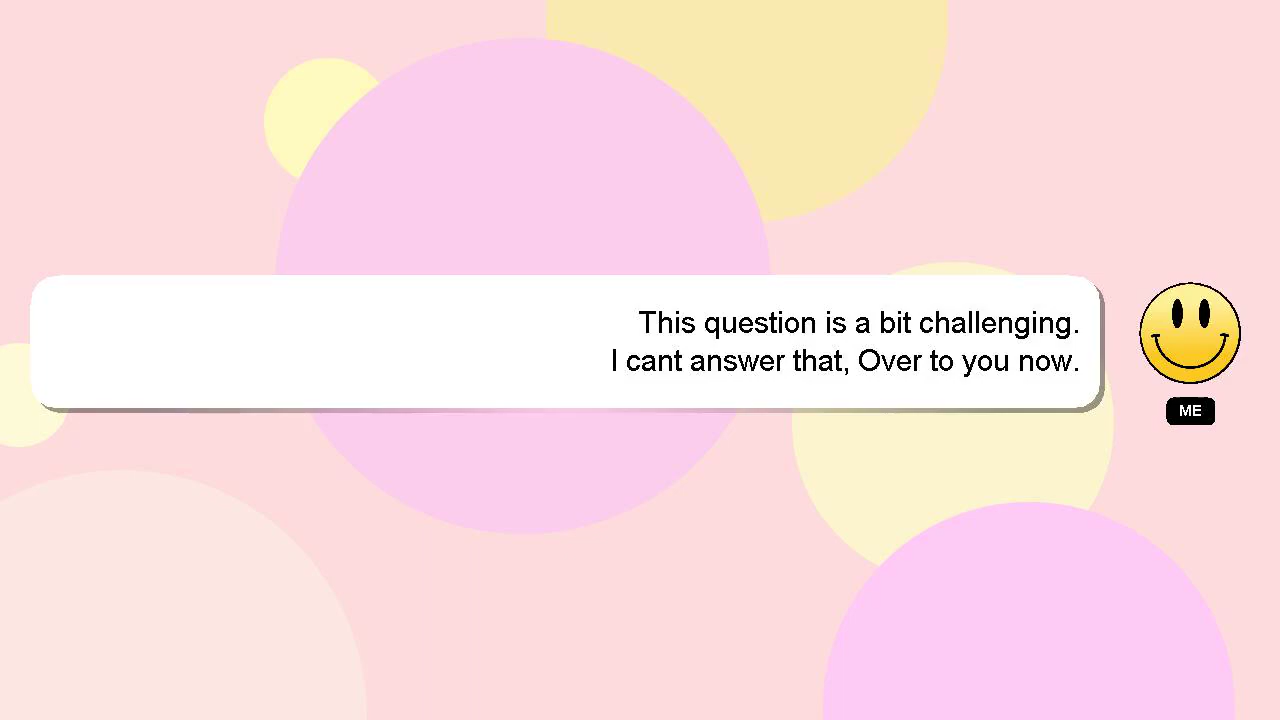 This question is a bit challenging.
I cant answer that, Over to you now.
ME